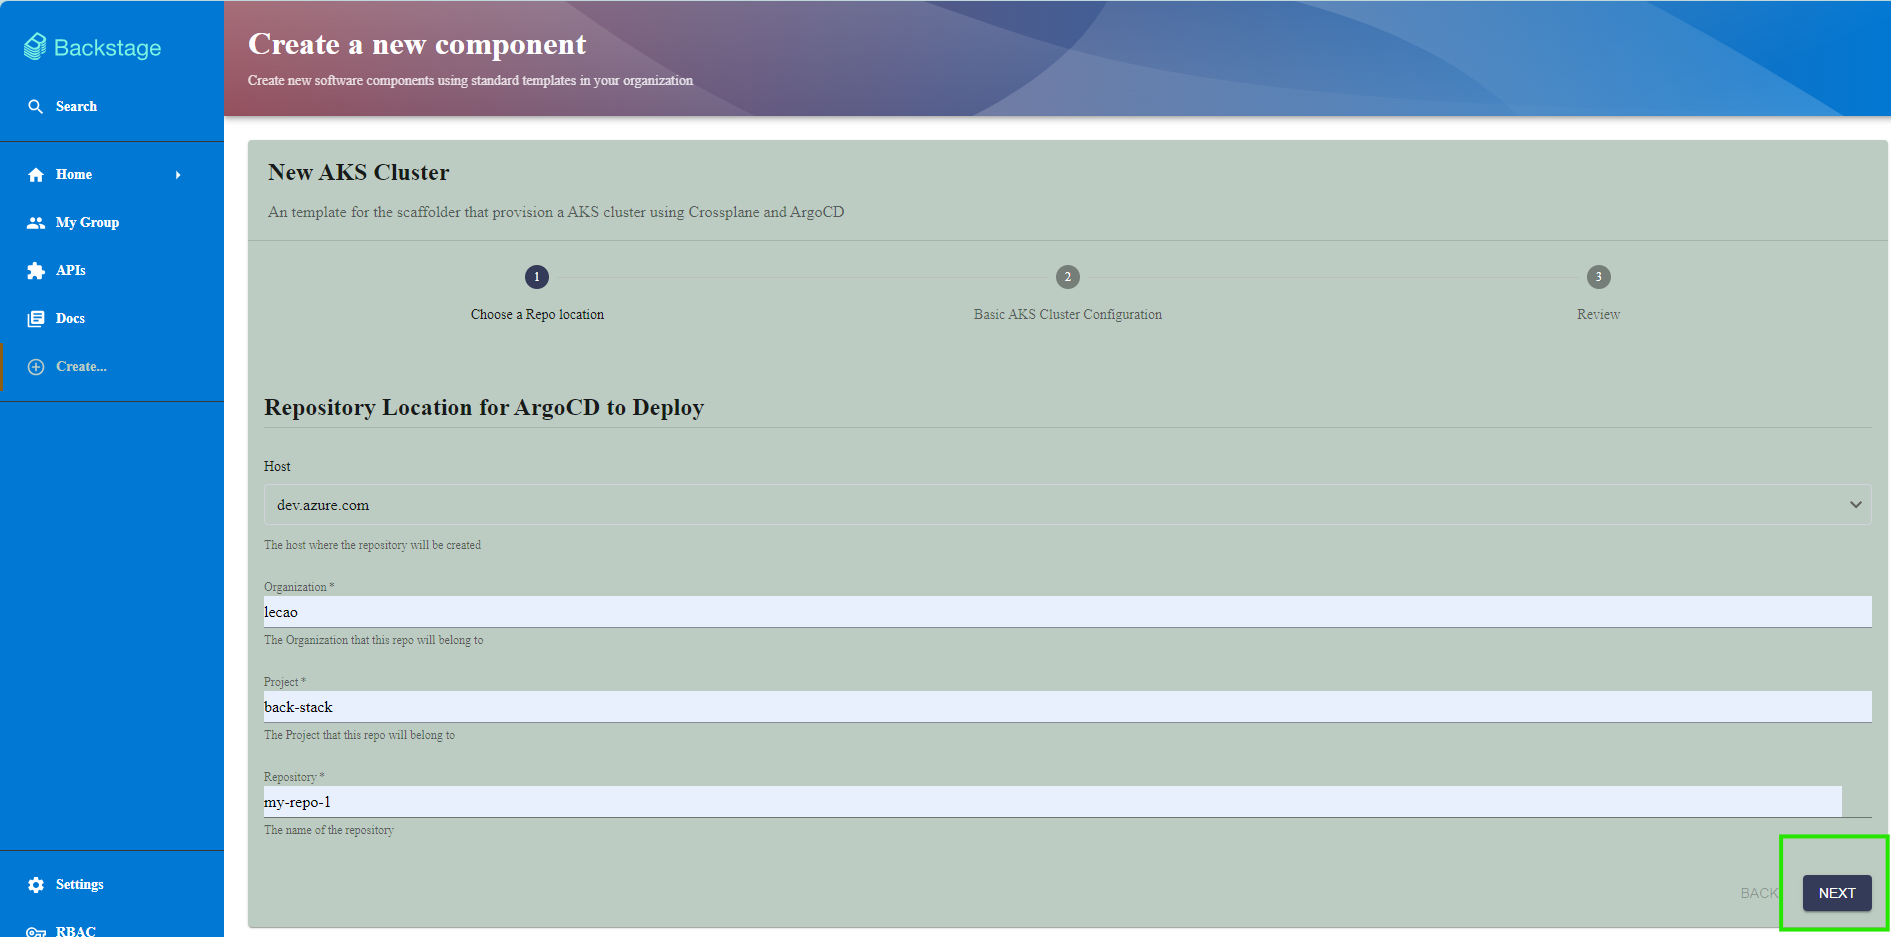 Backstage
Search
Home
My Group
APIs
Docs
Create...
Settings
RBAC
Create a new component
Create new software components using standard templates in your organization
New AKS Cluster
An template for the scaffolder that provision a AKS cluster using Crossplane and ArgoCD
1
2
3
Choose a Repo location
Basic AKS Cluster Configuration
Review
Repository Location for ArgoCD to Deploy
Host
dev.azure.com
The host where the repository will be created
Organization *
lecao
The Organization that this repo will belong to
Project *
back-stack
The Project that this repo will belong to
Repository *
my-repo-1
The name of the repository
BACK
NEXT